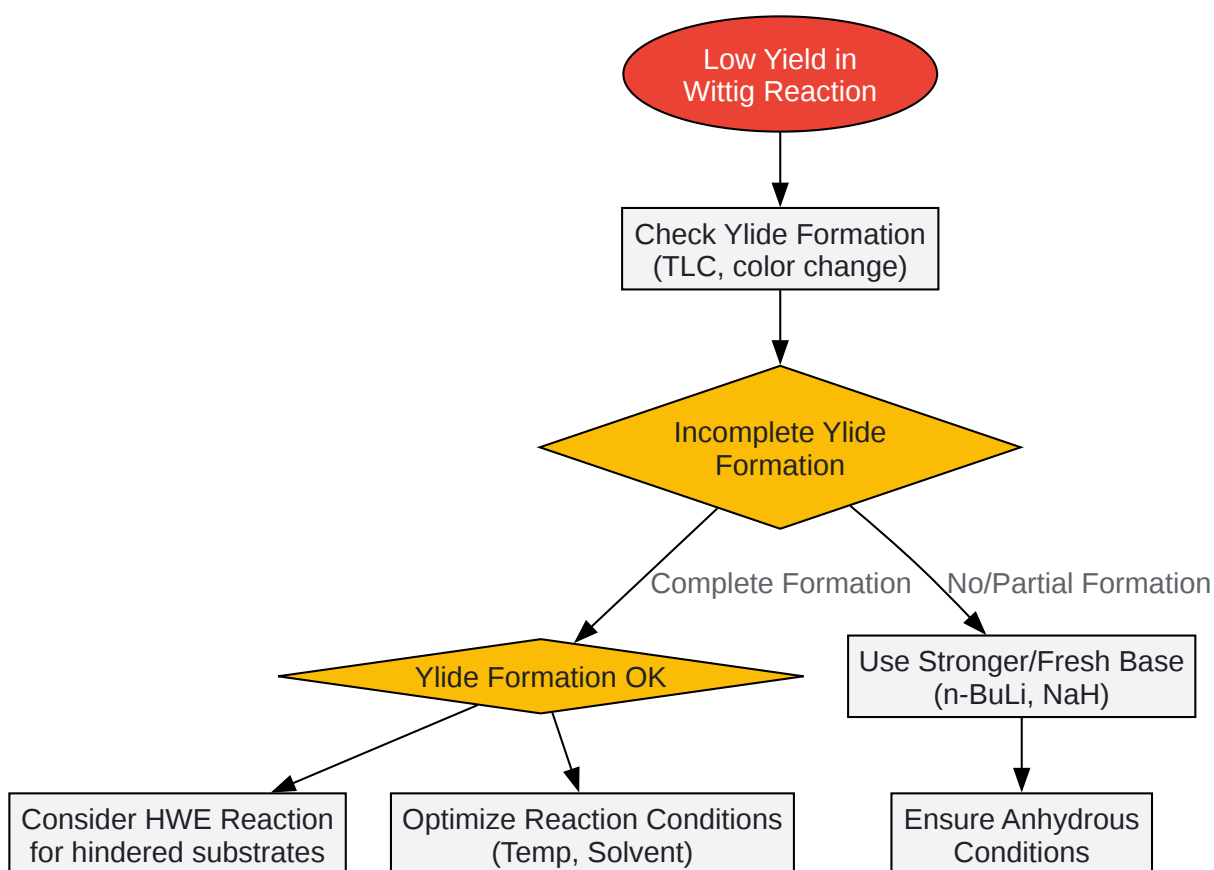 Low Yield in
Wittig Reaction
Check Ylide Formation
(TLC, color change)
Incomplete Ylide
Formation
Complete Formation
No/Partial Formation
Ylide Formation OK
Use Stronger/Fresh Base
(n-BuLi, NaH)
Consider HWE Reaction
for hindered substrates
Optimize Reaction Conditions
(Temp, Solvent)
Ensure Anhydrous
Conditions